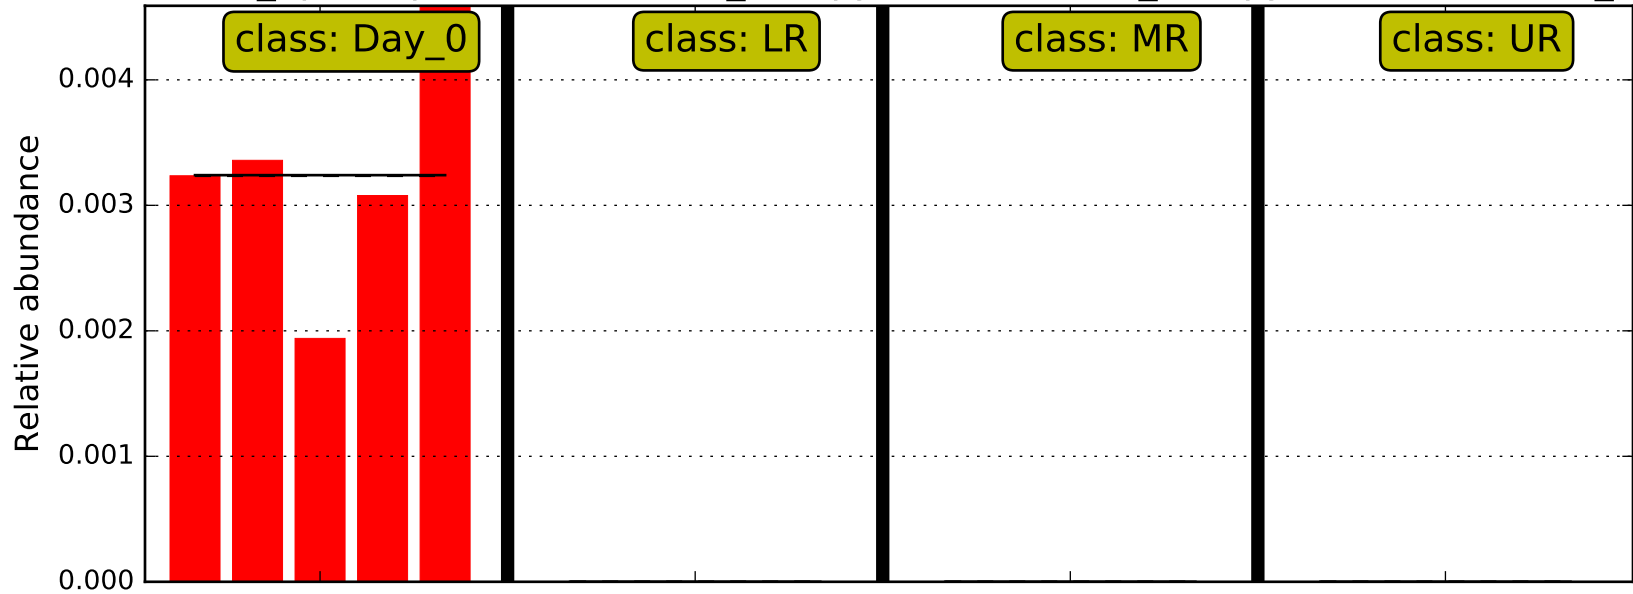 class: Day_0
class: LR
class: MR
class: UR
0.004
0.003
0.002
0.001
0.000
Relative abundance